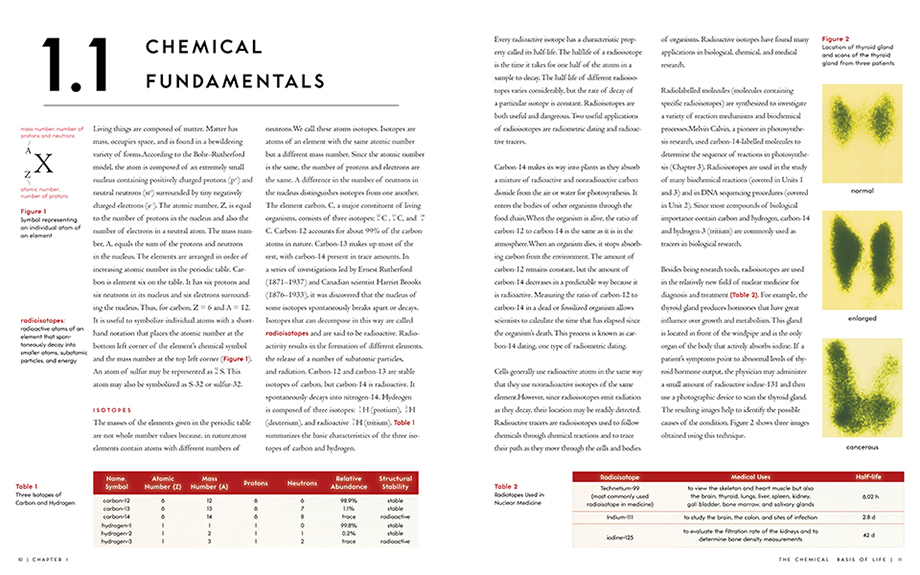 1.1
CHEMICAL
FUNDAMENTALS
mass number, number of
protons and neutrons
A
X
Z
atomic number,
number of protons
Figure 1
Symbol representing
an individual atom of
an element
radioisotopes:
radioactive atoms of an
element that spon-
taneously decay into
smaller atoms, subatomic
particles, and energy
Living things are composed of matter. Matter has
mass, occupies space, and is found in a bewildering
variety of forms.According to the Bohr–Rutherford
model, the atom is composed of an extremely small
nucleus containing positively charged protons (p⁺) and
neutral neutrons (n⁰) surrounded by tiny negatively
charged electrons (e⁻). The atomic number, Z, is equal
to the number of protons in the nucleus and also the
number of electrons in a neutral atom. The mass num-
ber, A, equals the sum of the protons and neutrons
in the nucleus. The elements are arranged in order of
increasing atomic number in the periodic table. Car-
bon is element six on the table. It has six protons and
six neutrons in its nucleus and six electrons surround-
ing the nucleus. Thus, for carbon, Z = 6 and A = 12.
It is useful to symbolize individual atoms with a short-
hand notation that places the atomic number at the
bottom left corner of the element's chemical symbol
and the mass number at the top left corner (Figure 1).
An atom of sulfur may be represented as S. This
atom may also be symbolized as S-32 or sulfur-32.
ISOTOPES
The masses of the elements given in the periodic table
are not whole number values because, in nature,most
elements contain atoms with different numbers of
neutrons.We call these atoms isotopes. Isotopes are
atoms of an element with the same atomic number
but a different mass number. Since the atomic number
is the same, the number of protons and electrons are
the same. A difference in the number of neutrons in
the nucleus distinguishes isotopes from one another.
The element carbon, C, a major constituent of living
organisms, consists of three isotopes: C , C, and
C. Carbon-12 accounts for about 99% of the carbon
atoms in nature. Carbon-13 makes up most of the
rest, with carbon-14 present in trace amounts. In
a series of investigations led by Ernest Rutherford
(1871–1937) and Canadian scientist Harriet Brooks
(1876–1933), it was discovered that the nucleus of
some isotopes spontaneously breaks apart or decays.
Isotopes that can decompose in this way are called
radioisotopes and are said to be radioactive. Radio-
activity results in the formation of different elements,
the release of a number of subatomic particles,
and radiation. Carbon-12 and carbon-13 are stable
isotopes of carbon, but carbon-14 is radioactive. It
spontaneously decays into nitrogen-14. Hydrogen
is composed of three isotopes: H (protium), H
(deuterium), and radioactive H (tritium). Table 1
summarizes the basic characteristics of the three iso-
topes of carbon and hydrogen.
Table 1
Three Isotopes of
Carbon and Hydrogen
Name, Symbol Atomic Number (Z) Mass Number (A) Protons Neutrons Relative Abundance Structural Stability
carbon-12 6 12 6 6 98.9% stable
carbon-13 6 13 6 7 1.1% stable
carbon-14 6 14 6 8 trace radioactive
hydrogen-1 1 1 1 0 99.8% stable
hydrogen-2 1 2 1 1 0.2% stable
hydrogen-3 1 3 1 2 trace radioactive
10 | CHAPTER 1
Every radioactive isotope has a characteristic prop-
erty called its half-life. The half-life of a radioisotope
is the time it takes for one half of the atoms in a
sample to decay. The half-life of different radioiso-
topes varies considerably, but the rate of decay of
a particular isotope is constant. Radioisotopes are
both useful and dangerous. Two useful applications
of radioisotopes are radiometric dating and radioac-
tive tracers.
Carbon-14 makes its way into plants as they absorb
a mixture of radioactive and nonradioactive carbon
dioxide from the air or water for photosynthesis. It
enters the bodies of other organisms through the
food chain.When the organism is alive, the ratio of
carbon-12 to carbon-14 is the same as it is in the
atmosphere.When an organism dies, it stops absorb-
ing carbon from the environment. The amount of
carbon-12 remains constant, but the amount of
carbon-14 decreases in a predictable way because it
is radioactive. Measuring the ratio of carbon-12 to
carbon-14 in a dead or fossilized organism allows
scientists to calculate the time that has elapsed since
the organism's death. This process is known as car-
bon-14 dating, one type of radiometric dating.
Cells generally use radioactive atoms in the same way
that they use nonradioactive isotopes of the same
element.However, since radioisotopes emit radiation
as they decay, their location may be readily detected.
Radioactive tracers are radioisotopes used to follow
chemicals through chemical reactions and to trace
their path as they move through the cells and bodies
of organisms. Radioactive isotopes have found many
applications in biological, chemical, and medical
research.
Radiolabelled molecules (molecules containing
specific radioisotopes) are synthesized to investigate
a variety of reaction mechanisms and biochemical
processes.Melvin Calvin, a pioneer in photosynthe-
sis research, used carbon-14-labelled molecules to
determine the sequence of reactions in photosynthe-
sis (Chapter 3). Radioisotopes are used in the study
of many biochemical reactions (covered in Units 1
and 3) and in DNA sequencing procedures (covered
in Unit 2). Since most compounds of biological
importance contain carbon and hydrogen, carbon-14
and hydrogen-3 (tritium) are commonly used as
tracers in biological research.
Besides being research tools, radioisotopes are used
in the relatively new field of nuclear medicine for
diagnosis and treatment (Table 2). For example, the
thyroid gland produces hormones that have great
influence over growth and metabolism. This gland
is located in front of the windpipe and is the only
organ of the body that actively absorbs iodine. If a
patient's symptoms point to abnormal levels of thy-
roid hormone output, the physician may administer
a small amount of radioactive iodine-131 and then
use a photographic device to scan the thyroid gland.
The resulting images help to identify the possible
causes of the condition. Figure 2 shows three images
obtained using this technique.
Figure 2
Location of thyroid gland
and scans of the thyroid
gland from three patients
normal
enlarged
cancerous
Table 2
Radiotopes Used in
Nuclear Medicine
Radioisotope Medical Uses Half-life
Technetium-99 (most commonly used radioisotope in medicine) to view the skeleton and heart muscle but also the brain, thyroid, lungs, liver, spleen, kidney, gall bladder, bone marrow, and salivary glands 6.02 h
Indium-111 to study the brain, the colon, and sites of infection 2.8 d
iodine-125 to evaluate the filtration rate of the kidneys and to determine bone density measurements 42 d
THE CHEMICAL BASIS OF LIFE | 11